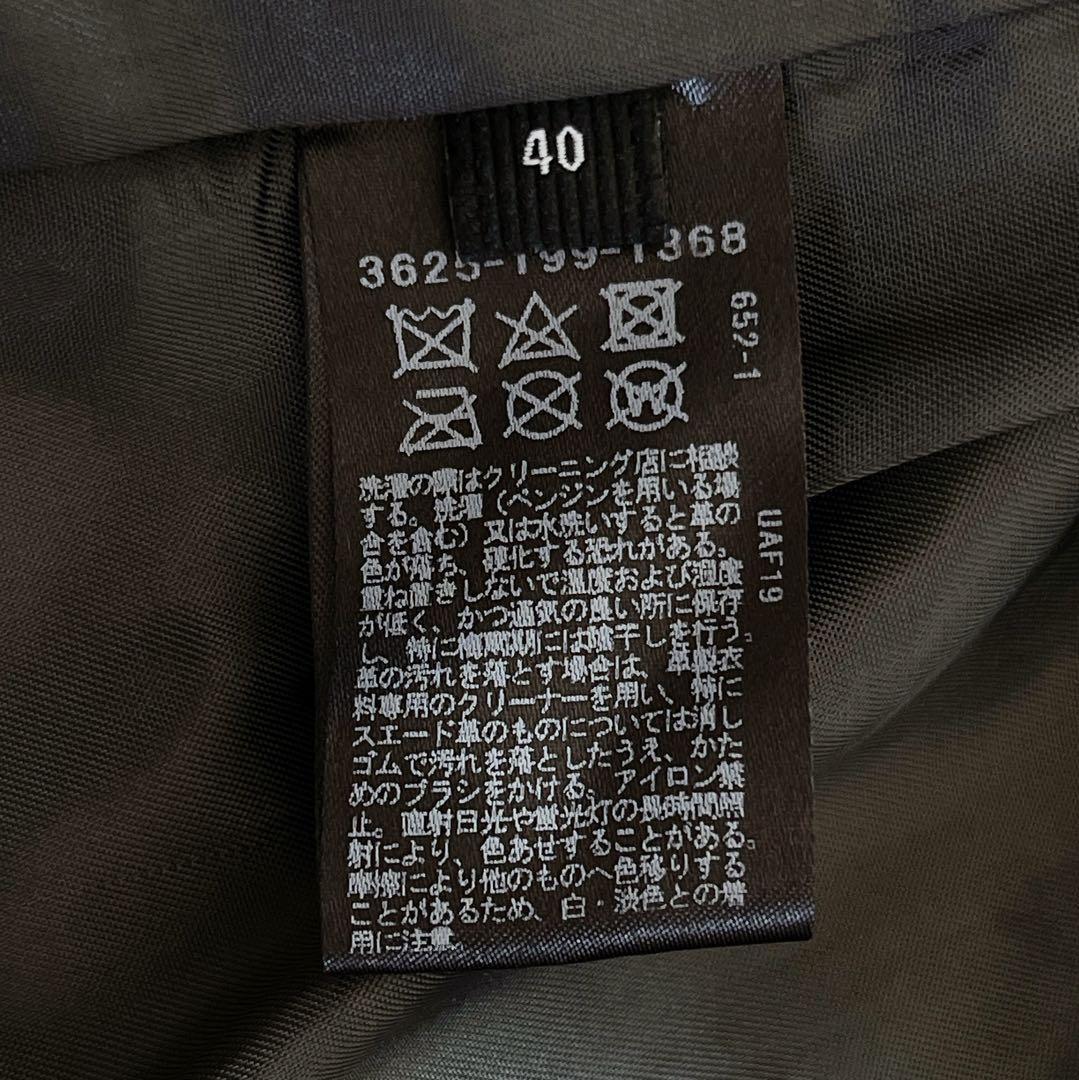 40
3625-199-1368
652-1
UAF19
洗濯の際はクリーニング店に相談
する。洗濯（ベンジンを用いる場
合を含む）又は水洗いすると革の
色が落ち、硬化する恐れがある。
重ね置きしないで温度および湿度
が低く、かつ通気の良い所に保存
し、特に梅雨期には陰干しを行う。
革の汚れを落とす場合は、革製衣
料専用のクリーナーを用い、特に
スエード革のものについては消し
ゴムで汚れを落としたうえ、かた
めのブラシをかける。アイロン禁
止。直射日光や蛍光灯の長時間照
射により、色あせすることがある。
摩擦により他のものへ色移りする
ことがあるため、白・淡色との着
用に注意。